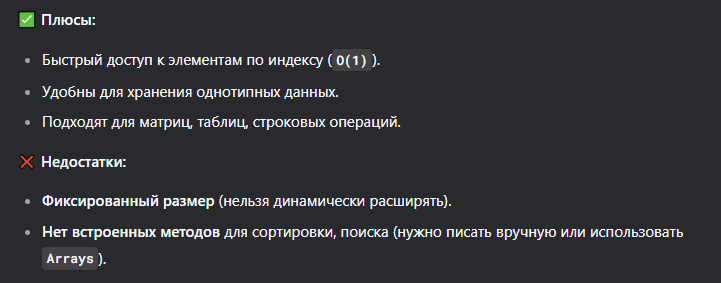 ✅ Плюсы:
• Быстрый доступ к элементам по индексу ( O(1) ).
• Удобны для хранения однотипных данных.
• Подходят для матриц, таблиц, строковых операций.
❌ Недостатки:
• Фиксированный размер (нельзя динамически расширять).
• Нет встроенных методов для сортировки, поиска (нужно писать вручную или использовать
Arrays ).